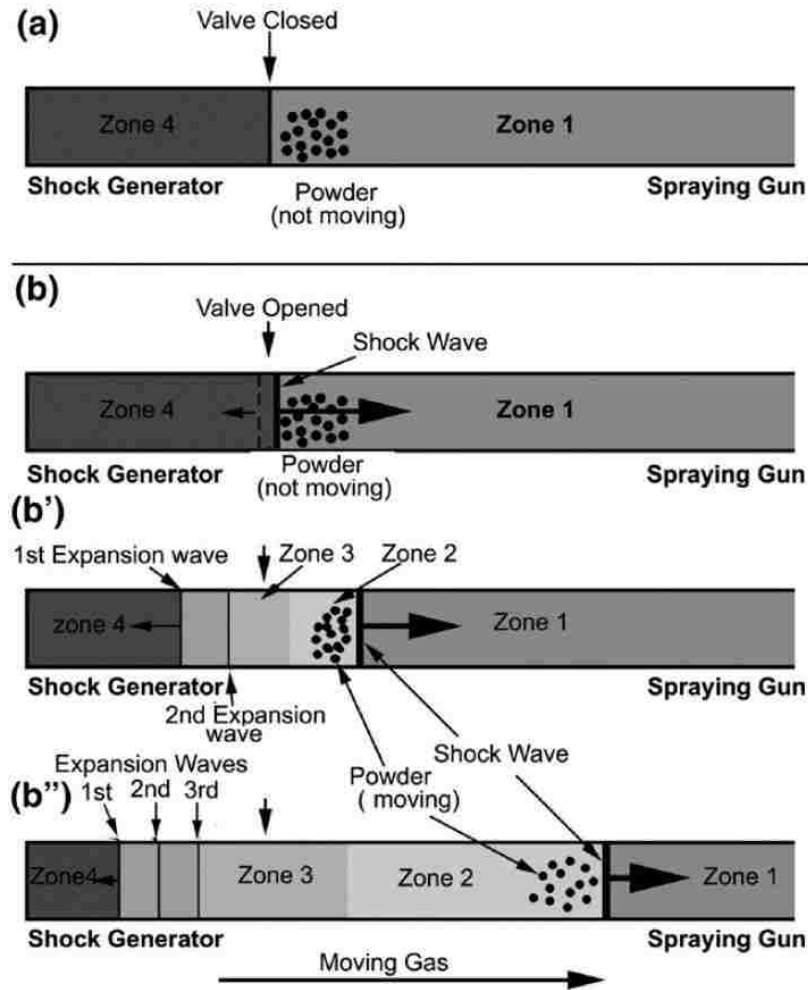 (a)
Valve Closed
Zone 4
Zone 1
Shock Generator
Powder
(not moving)
Spraying Gun
(b)
Valve Opened
Shock Wave
Zone 4
Zone 1
Shock Generator
Powder
(not moving)
Spraying Gun
(b')
1st Expansion wave
Zone 3
Zone 2
zone 4
Zone 1
Shock Generator
Spraying Gun
2nd Expansion
wave
Shock Wave
Powder
( moving)
(b")
Expansion Waves
1st
2nd
3rd
Zone4
Zone 3
Zone 2
Zone 1
Shock Generator
Spraying Gun
Moving Gas